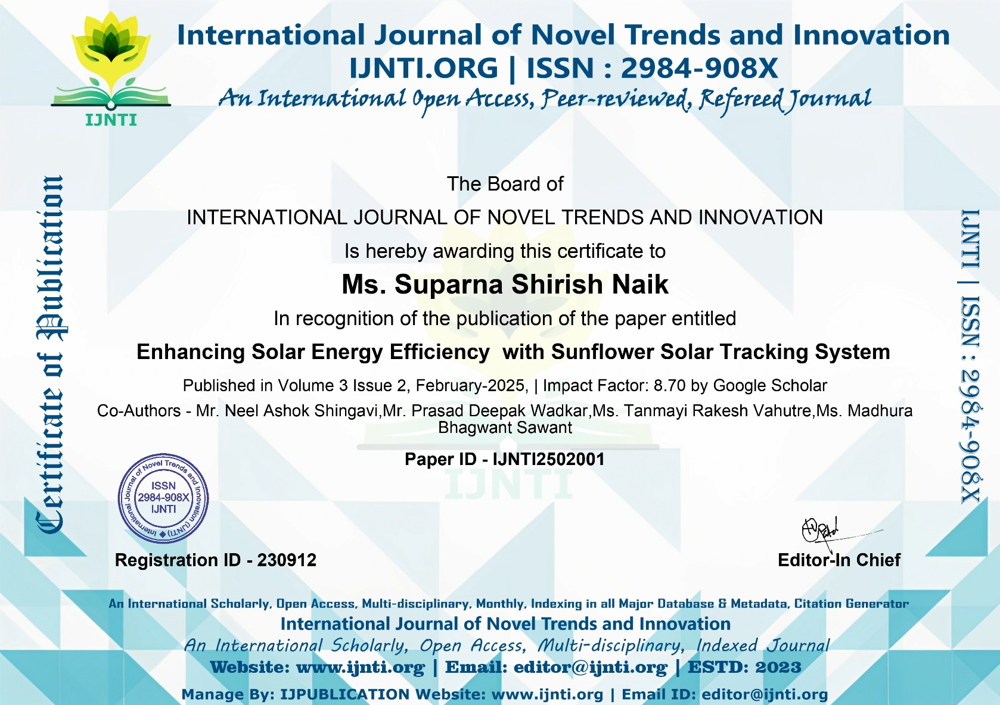 International Journal of Novel Trends and Innovation
IJNTI.ORG | ISSN : 2984-908X
An International Open Access, Peer-reviewed, Refereed Journal
IJNTI
Certificate of Publication
The Board of
INTERNATIONAL JOURNAL OF NOVEL TRENDS AND INNOVATION
Is hereby awarding this certificate to
Ms. Suparna Shirish Naik
In recognition of the publication of the paper entitled
Enhancing Solar Energy Efficiency with Sunflower Solar Tracking System
Published in Volume 3 Issue 2, February-2025, | Impact Factor: 8.70 by Google Scholar
Co-Authors - Mr. Neel Ashok Shingavi,Mr. Prasad Deepak Wadkar,Ms. Tanmayi Rakesh Vahutre,Ms. Madhura
Bhagwant Sawant
Paper ID - IJNTI2502001
IJNTI
IJNTI | ISSN : 2984-908X
International Journal of Novel Trends and Innovation (IJNTI)
ISSN
2984-908X
IJNTI
Registration ID - 230912
Editor-In Chief
An International Scholarly, Open Access, Multi-disciplinary, Monthly, Indexing in all Major Database & Metadata, Citation Generator
International Journal of Novel Trends and Innovation
An International Scholarly, Open Access, Multi-disciplinary, Indexed Journal
Website: www.ijnti.org | Email: editor@ijnti.org | ESTD: 2023
Manage By: IJPUBLICATION Website: www.ijnti.org | Email ID: editor@ijnti.org